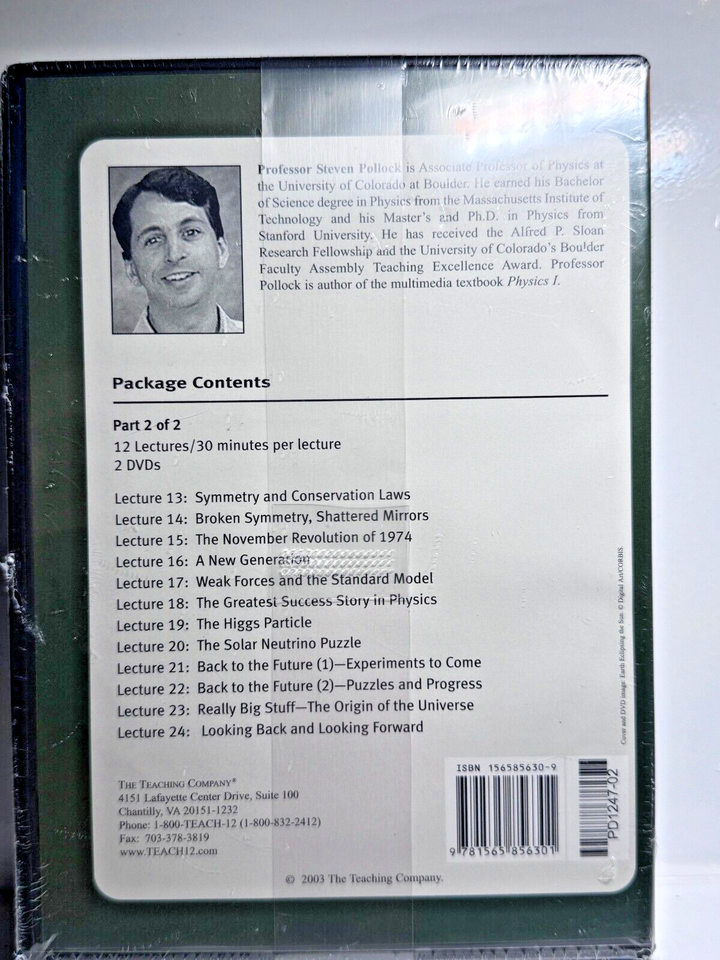 Professor Steven Pollock is Associate Professor of Physics at
the University of Colorado at Boulder. He earned his Bachelor
of Science degree in Physics from the Massachusetts Institute of
Technology and his Master's and Ph.D. in Physics from
Stanford University. He has received the Alfred P. Sloan
Research Fellowship and the University of Colorado's Boulder
Faculty Assembly Teaching Excellence Award. Professor
Pollock is author of the multimedia textbook Physics I.
Package Contents
Part 2 of 2
12 Lectures/30 minutes per lecture
2 DVDs
Lecture 13: Symmetry and Conservation Laws
Lecture 14: Broken Symmetry, Shattered Mirrors
Lecture 15: The November Revolution of 1974
Lecture 16: A New Generation
Lecture 17: Weak Forces and the Standard Model
Lecture 18: The Greatest Success Story in Physics
Lecture 19: The Higgs Particle
Lecture 20: The Solar Neutrino Puzzle
Lecture 21: Back to the Future (1)—Experiments to Come
Lecture 22: Back to the Future (2)—Puzzles and Progress
Lecture 23: Really Big Stuff—The Origin of the Universe
Lecture 24: Looking Back and Looking Forward
Cover and DVD image: Earth Eclipsing the Sun. © Digital Art/CORBIS
THE TEACHING COMPANY®
4151 Lafayette Center Drive, Suite 100
Chantilly, VA 20151-1232
Phone: 1-800-TEACH-12 (1-800-832-2412)
Fax: 703-378-3819
www.TEACH12.com
ISBN 156585630-9
9 781565 856301
PD1247-02
© 2003 The Teaching Company.